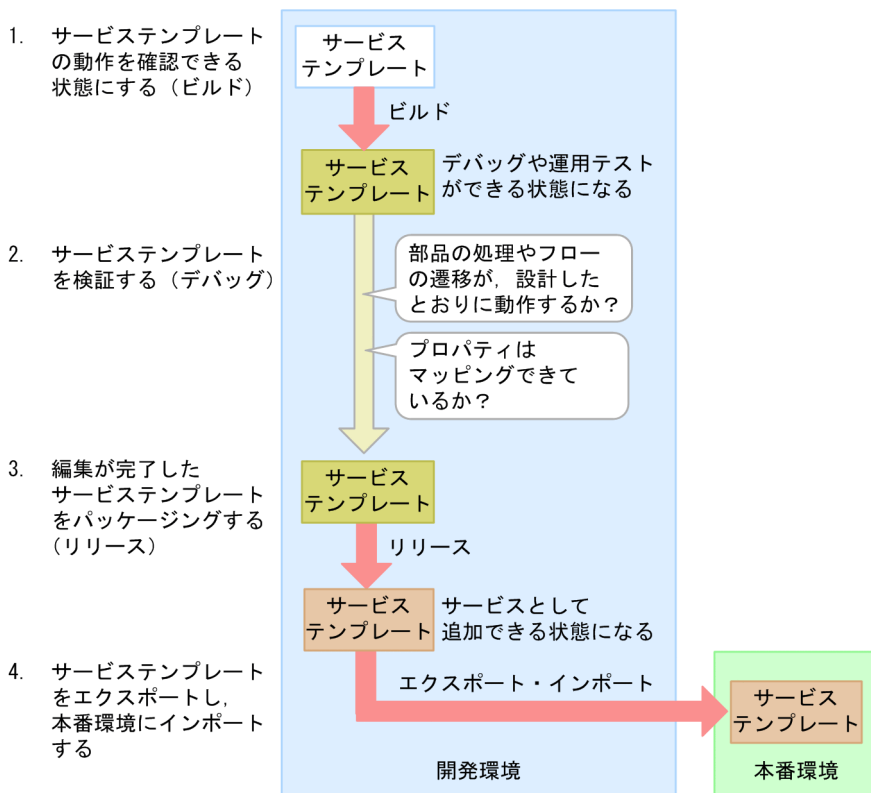 1. サービステンプレート
の動作を確認できる
状態にする（ビルド）
サービス
テンプレート
ビルド
サービス
テンプレート
デバッグや運用テスト
ができる状態になる
2. サービステンプレート
を検証する（デバッグ）
部品の処理やフロー
の遷移が，設計した
とおりに動作するか？
プロパティは
マッピングできて
いるか？
3. 編集が完了した
サービステンプレート
をパッケージングする
（リリース）
サービス
テンプレート
リリース
サービス
テンプレート
サービスとして
追加できる状態になる
4. サービステンプレート
をエクスポートし，
本番環境にインポート
する
エクスポート・インポート
サービス
テンプレート
開発環境
本番環境